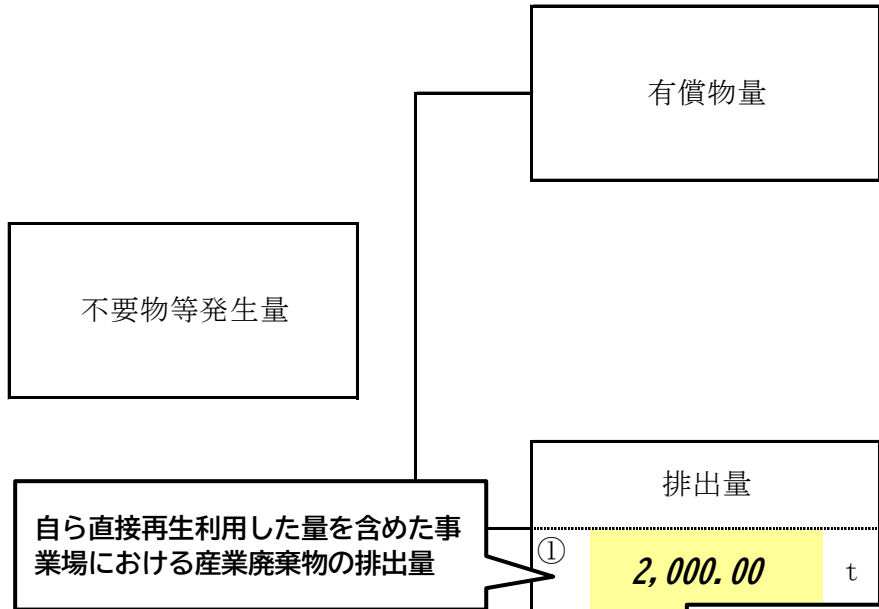 有償物量
不要物等発生量
排出量
自ら直接再生利用した量を含めた事
業場における産業廃棄物の排出量
① 2,000.00 t